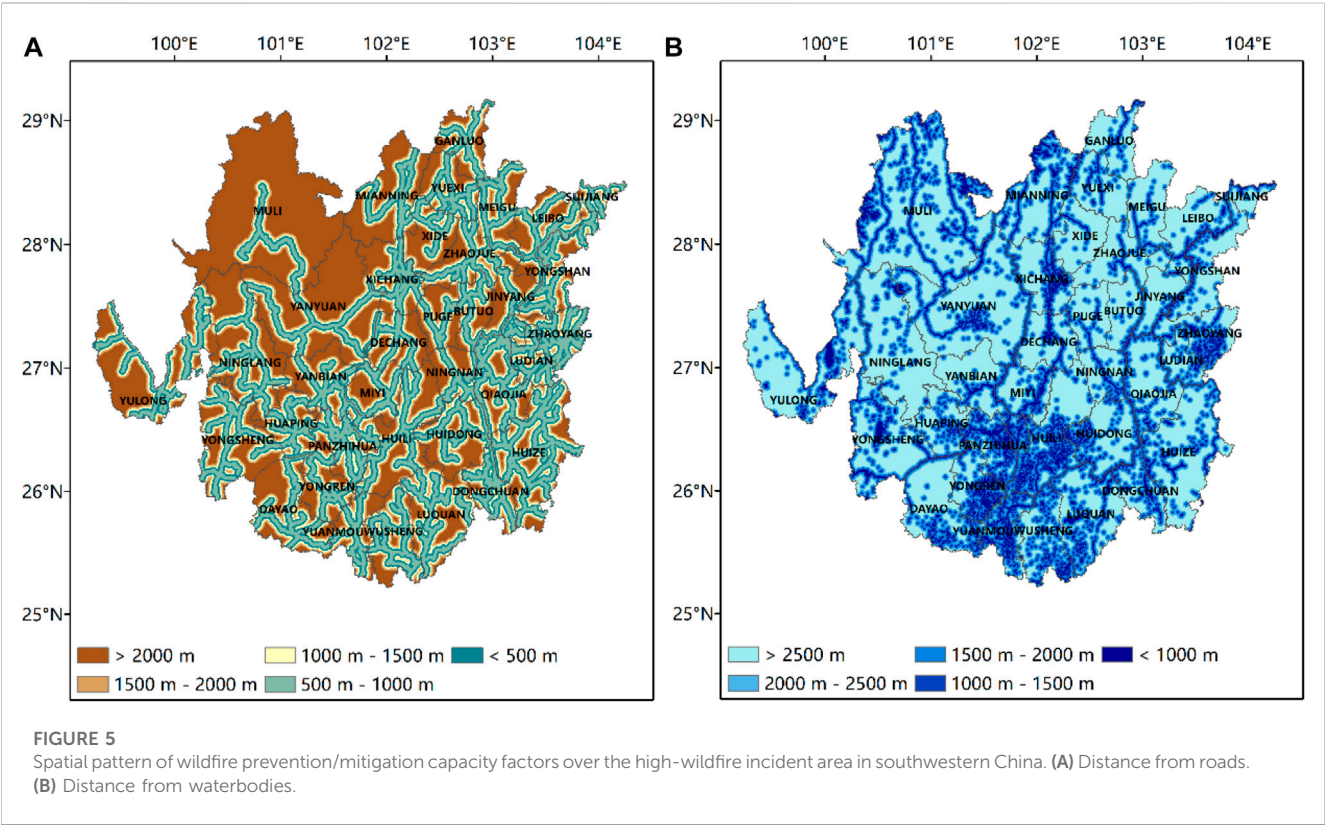 A
100°E 101°E 102°E 103°E 104°E
29°N
28°N
27°N
26°N
25°N
GANLUO
YUEXI
MIANNING
SUIJIANG
MEIGU
MULI
LEIBO
XIDE
ZHAOJUE
YONGSHAN
XICHANG
JINYANG
YANYUAN
BUTUO
PUGE
ZHAOYANG
DECHANG
NINGLANG
LUDIAN
YANBIAN
NINGNAN
MIYI
QIAOJIA
YULONG
HUAPING
HUIDONG
YONGSHENG
HUILI
PANZHIHUA
HUIZE
YONGREN
DONGCHUAN
DAYAO
LUQUAN
YUANMOU
WUSHENG
> 2000 m
1000 m - 1500 m
< 500 m
1500 m - 2000 m
500 m - 1000 m
B
100°E 101°E 102°E 103°E 104°E
29°N
28°N
27°N
26°N
25°N
GANLUO
YUEXI
MIANNING
SUIJIANG
MEIGU
MULI
LEIBO
XIDE
ZHAOJUE
YONGSHAN
XICHANG
JINYANG
YANYUAN
BUTUO
PUGE
ZHAOYANG
DECHANG
NINGLANG
LUDIAN
YANBIAN
NINGNAN
MIYI
QIAOJIA
YULONG
HUAPING
HUIDONG
YONGSHENG
HUILI
PANZHIHUA
HUIZE
YONGREN
DONGCHUAN
DAYAO
LUQUAN
YUANMOU
WUSHENG
> 2500 m
1500 m - 2000 m
< 1000 m
2000 m - 2500 m
1000 m - 1500 m
FIGURE 5
Spatial pattern of wildfire prevention/mitigation capacity factors over the high-wildfire incident area in southwestern China. (A) Distance from roads.
(B) Distance from waterbodies.